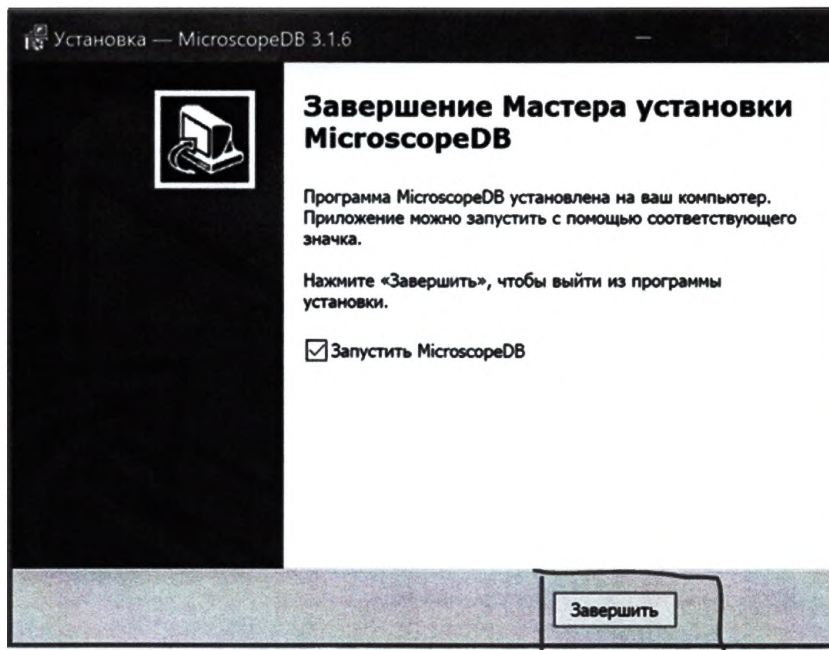 Установка — MicroscopeDB 3.1.6
Завершение Мастера установки
MicroscopeDB
Программа MicroscopeDB установлена на ваш компьютер.
Приложение можно запустить с помощью соответствующего
значка.
Нажмите «Завершить», чтобы выйти из программы
установки.
Запустить MicroscopeDB
Завершить